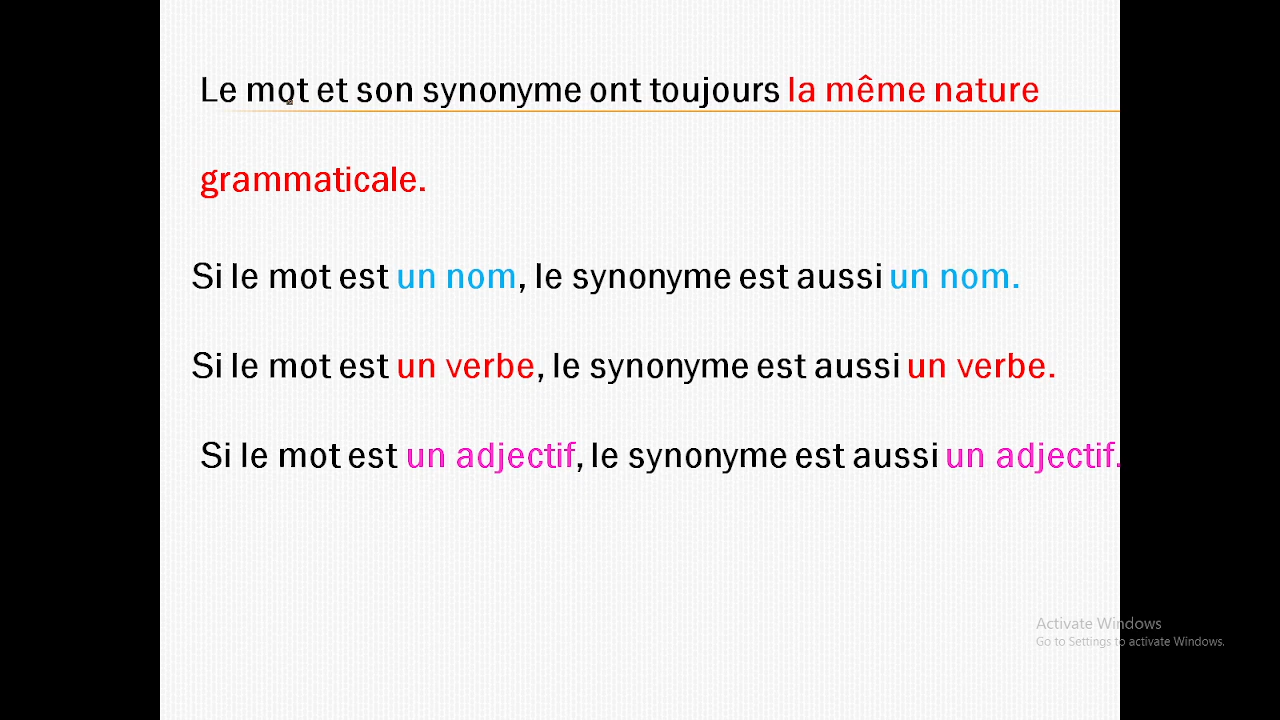 Le mot et son synonyme ont toujours la même nature
grammaticale.
Si le mot est un nom, le synonyme est aussi un nom.
Si le mot est un verbe, le synonyme est aussi un verbe.
Si le mot est un adjectif, le synonyme est aussi un adjectif.
Activate Windows
Go to Settings to activate Windows.